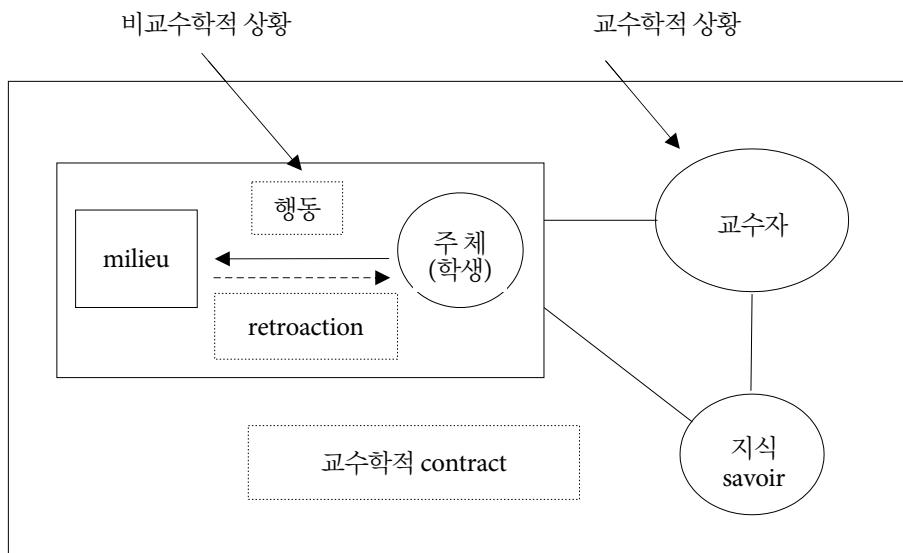 비교수학적 상황
교수학적 상황
행동
milieu
주 체
(학생)
retroaction
교수자
교수학적 contract
지식
savoir